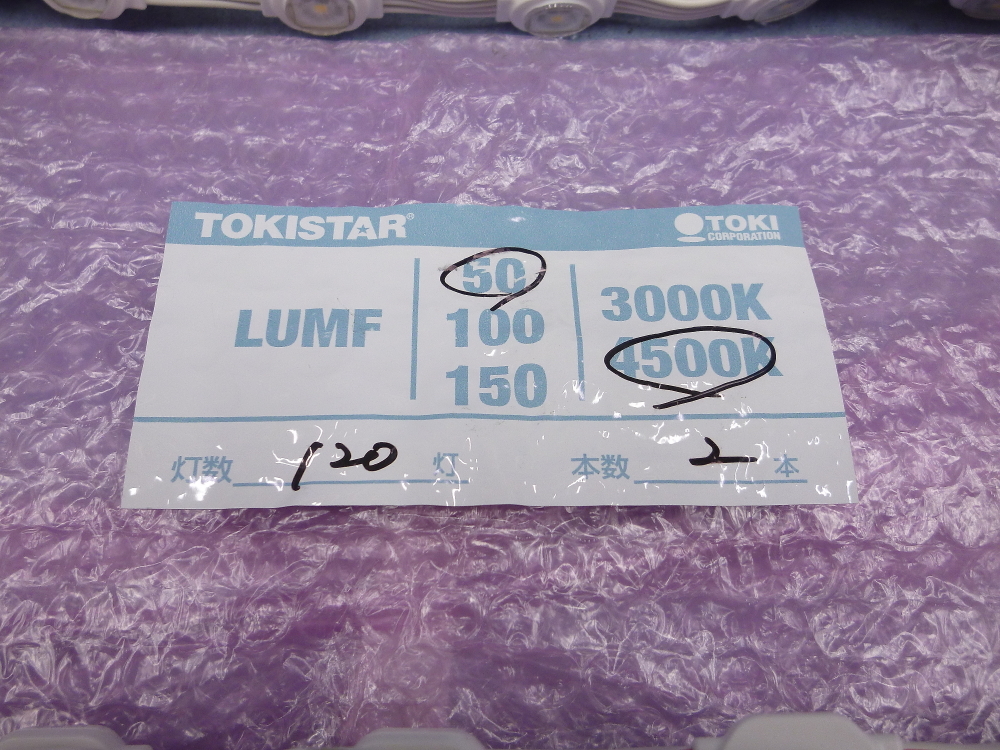 TOKISTAR®
TOKI
CORPORATION
LUMF
50
100
150
3000K
4500K
灯数 120 灯
本数 2 本